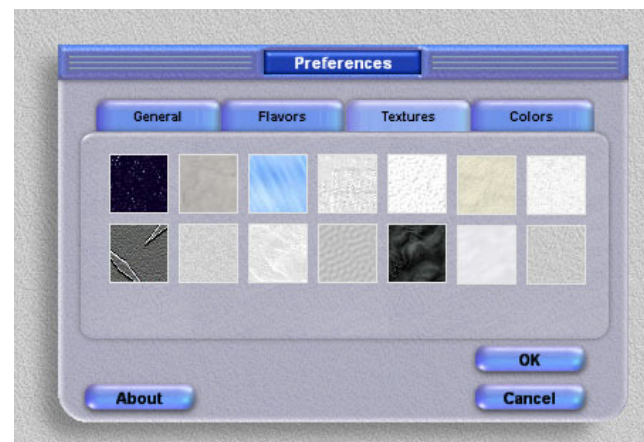 Preferences
General
Flavors
Textures
Colors
OK
About
Cancel